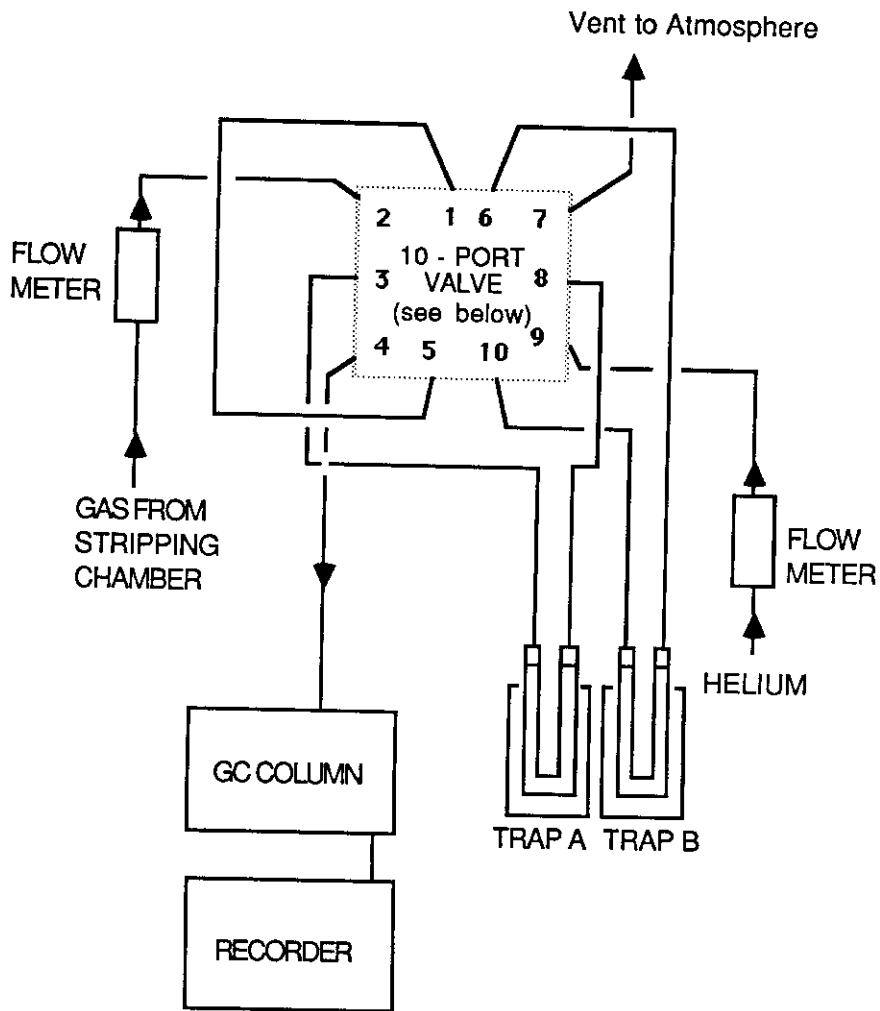 Vent to Atmosphere
2 1 6 7
10 - PORT
3 VALVE 8
(see below)
4 5 10 9
FLOW
METER
GAS FROM
STRIPPING
CHAMBER
FLOW
METER
HELIUM
GC COLUMN
TRAP A TRAP B
RECORDER